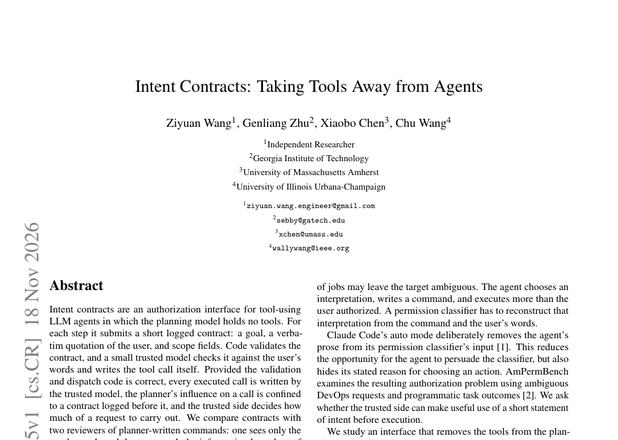 Intent Contracts: Taking Tools Away from Agents
Ziyuan Wang1, Genliang Zhu2, Xiaobo Chen3, Chu Wang4
1Independent Researcher
2Georgia Institute of Technology
3University of Massachusetts Amherst
4University of Illinois Urbana-Champaign
1ziyuan.wang.engineer@gmail.com
2sebby@gatech.edu
3xchen@umass.edu
4wallywang@ieee.org
5v1 [cs.CR] 18 Nov 2026
Abstract
Intent contracts are an authorization interface for tool-using
LLM agents in which the planning model holds no tools. For
each step it submits a short logged contract: a goal, a verba-
tim quotation of the user, and scope fields. Code validates the
contract, and a small trusted model checks it against the user's
words and writes the tool call itself. Provided the validation
and dispatch code is correct, every executed call is written by
the trusted model, the planner's influence on a call is confined
to a contract logged before it, and the trusted side decides how
much of a request to carry out. We compare contracts with
two reviewers of planner-written commands: one sees only the
of jobs may leave the target ambiguous. The agent chooses an
interpretation, writes a command, and executes more than the
user authorized. A permission classifier has to reconstruct that
interpretation from the command and the user's words.
Claude Code's auto mode deliberately removes the agent's
prose from its permission classifier's input [1]. This reduces
the opportunity for the agent to persuade the classifier, but also
hides its stated reason for choosing an action. AmPermBench
examines the resulting authorization problem using ambiguous
DevOps requests and programmatic task outcomes [2]. We ask
whether the trusted side can make useful use of a short statement
of intent before execution.
We study an interface that removes the tools from the plan-